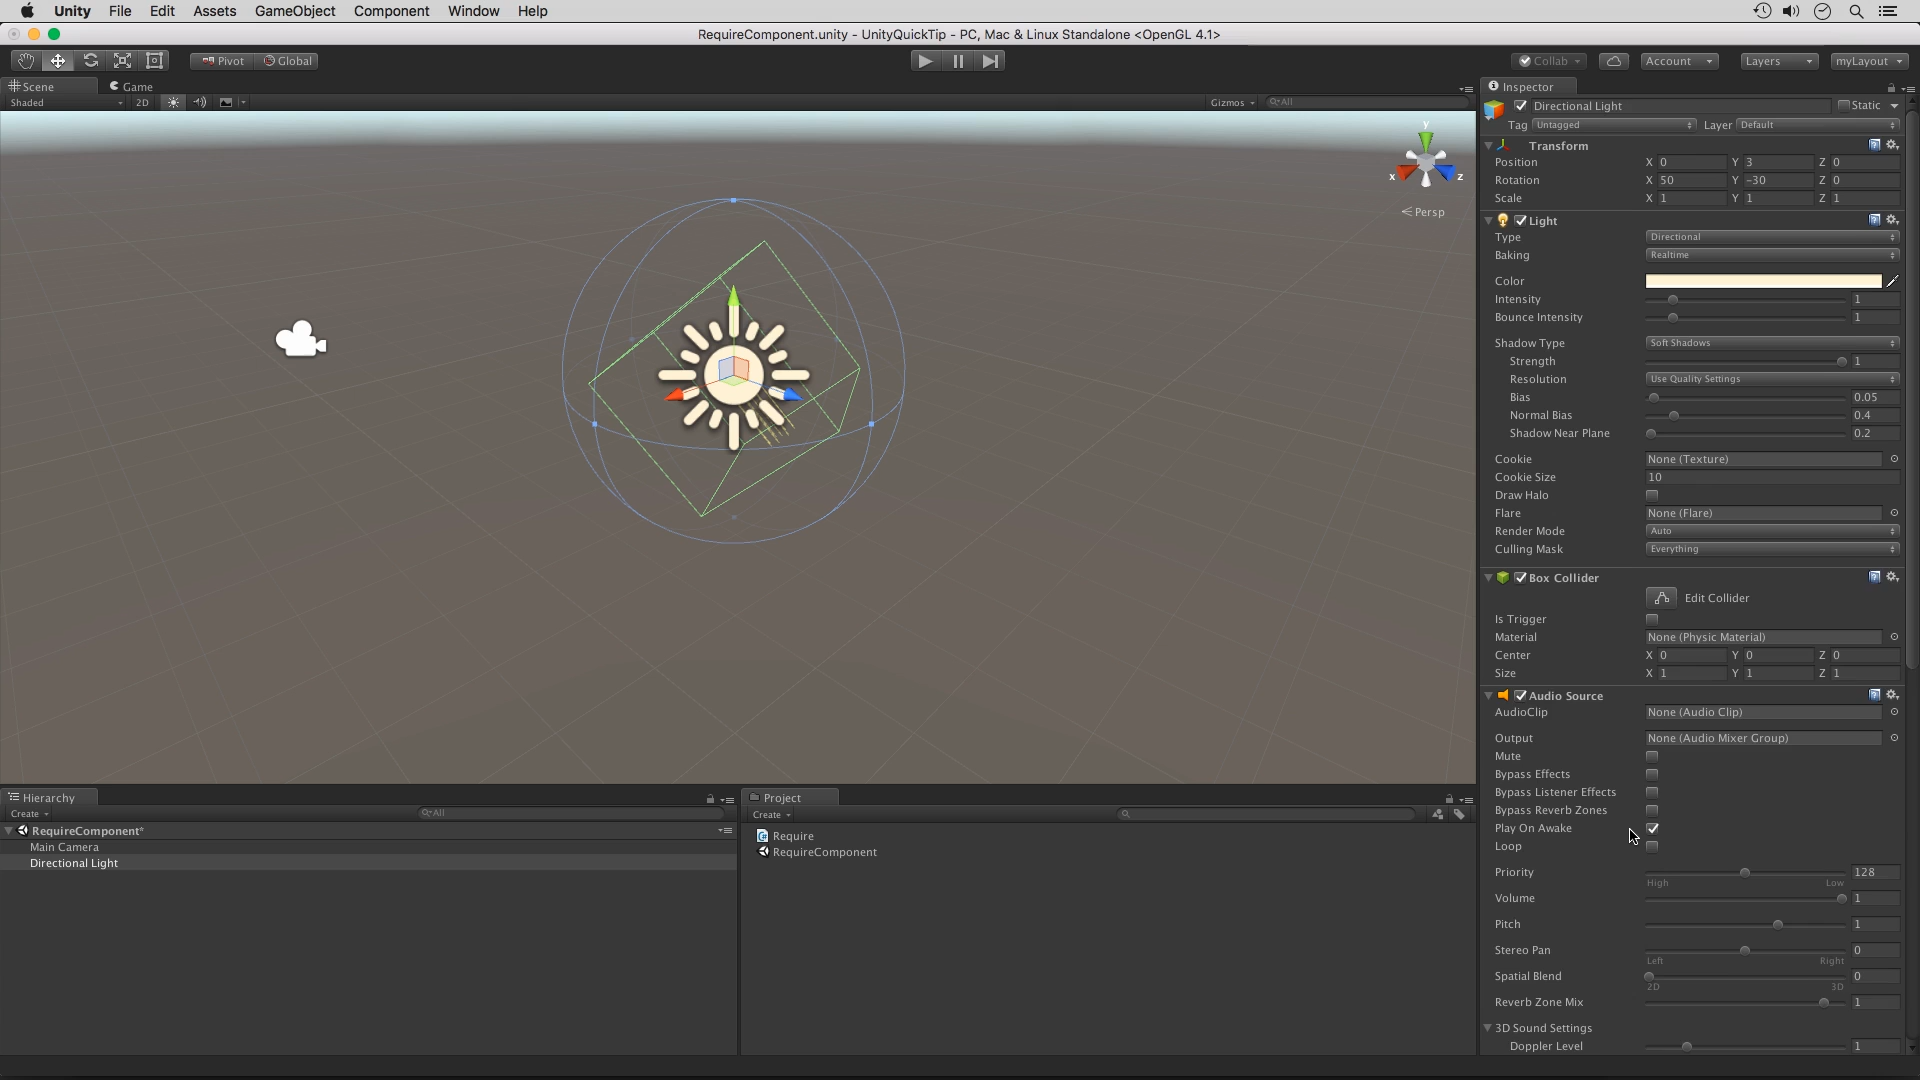 Unity File Edit Assets GameObject Component Window Help
RequireComponent.unity - UnityQuickTip - PC, Mac & Linux Standalone <OpenGL 4.1>
Pivot Global Collab Account Layers myLayout
Scene Game
Shaded 2D Gizmos All
y
x z
Persp
Inspector
Directional Light Static
Tag Untagged Layer Default
Transform
Position X 0 Y 3 Z 0
Rotation X 50 Y -30 Z 0
Scale X 1 Y 1 Z 1
Light
Type Directional
Baking Realtime
Color
Intensity 1
Bounce Intensity 1
Shadow Type Soft Shadows
Strength 1
Resolution Use Quality Settings
Bias 0.05
Normal Bias 0.4
Shadow Near Plane 0.2
Cookie None (Texture)
Cookie Size 10
Draw Halo
Flare None (Flare)
Render Mode Auto
Culling Mask Everything
Box Collider
Edit Collider
Is Trigger
Material None (Physic Material)
Center X 0 Y 0 Z 0
Size X 1 Y 1 Z 1
Audio Source
AudioClip None (Audio Clip)
Output None (Audio Mixer Group)
Mute
Bypass Effects
Bypass Listener Effects
Bypass Reverb Zones
Play On Awake
Loop
Priority 128
High Low
Volume 1
Pitch 1
Stereo Pan 0
Left Right
Spatial Blend 0
2D 3D
Reverb Zone Mix 1
3D Sound Settings
Doppler Level 1
Hierarchy
Create All
RequireComponent*
Main Camera
Directional Light
Project
Create
Require
RequireComponent